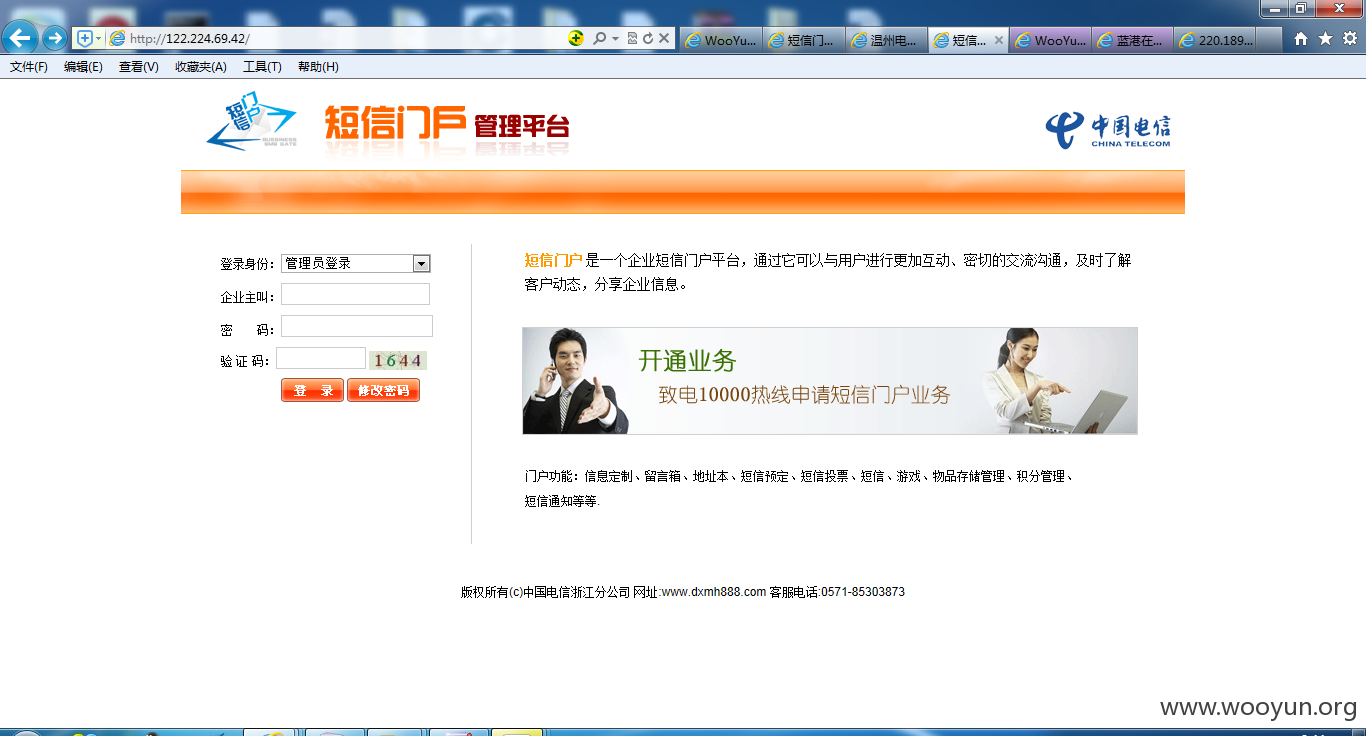 http://122.224.69.42/
WooYu... 短信门... 温州电... 短信... WooYu... 蓝港在... 220.189...
文件(F) 编辑(E) 查看(V) 收藏夹(A) 工具(T) 帮助(H)
短信门户 BUSSINESS SMS GATE
短信门户 管理平台
中国电信 CHINA TELECOM
登录身份： 管理员登录
企业主叫：
密 码：
验 证 码： 1644
登 录 修改密码
短信门户 是一个企业短信门户平台，通过它可以与用户进行更加互动、密切的交流沟通，及时了解
客户动态，分享企业信息。
开通业务
致电10000热线申请短信门户业务
门户功能：信息定制、留言箱、地址本、短信预定、短信投票、短信、游戏、物品存储管理、积分管理、
短信通知等等.
版权所有(c)中国电信浙江分公司 网址:www.dxmh888.com 客服电话:0571-85303873
www.wooyun.org